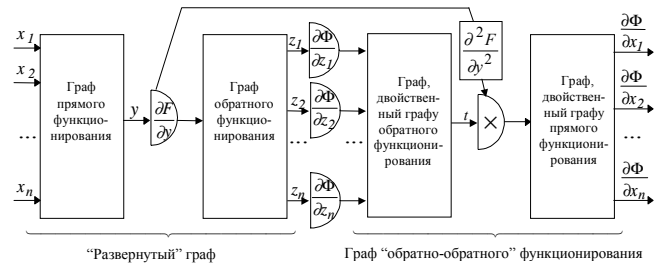 x₁
x₂
...
xₙ
Граф
прямого
функцио-
нирования
y
∂F
∂y
Граф
обратного
функцио-
нирования
z₁
z₂
...
zₙ
∂Φ
∂z₁
∂Φ
∂z₂
...
∂Φ
∂zₙ
Граф,
двойствен-
ный графу
обратного
функциони-
рования
t
∂²F
∂y²
×
Граф,
двойствен-
ный графу
прямого
функциони-
рования
∂Φ
∂x₁
∂Φ
∂x₂
...
∂Φ
∂xₙ
“Развернутый” граф
Граф “обратно-обратного” функционирования